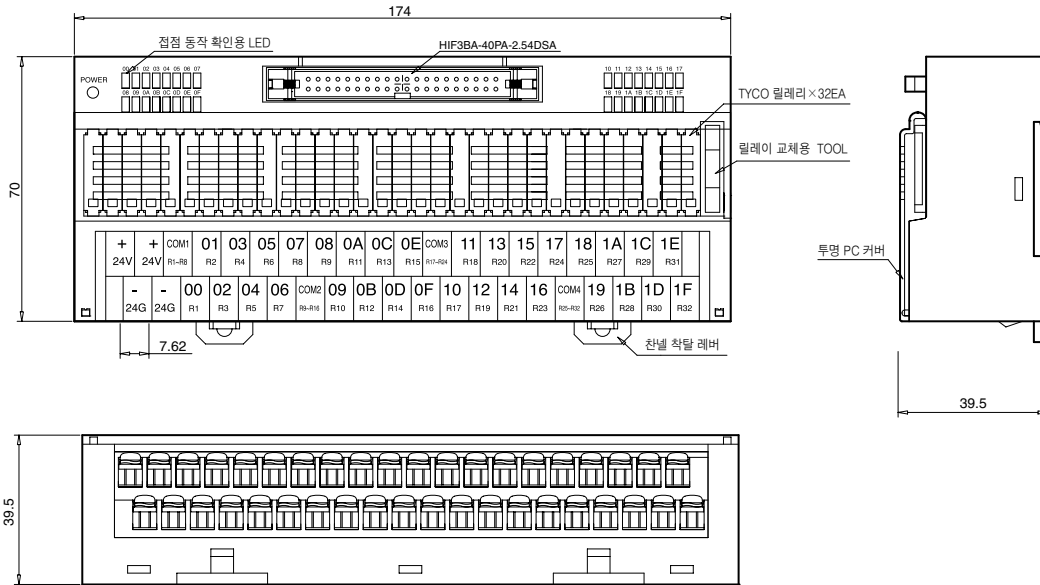 174
접점 동작 확인용 LED
HIF3BA-40PA-2.54DSA
POWER
00 01 02 03 04 05 06 07
08 09 0A 0B 0C 0D 0E 0F
10 11 12 13 14 15 16 17
18 19 1A 1B 1C 1D 1E 1F
TYCO 릴레리×32EA
릴레이 교체용 TOOL
70
+ + COM1 01 03 05 07 08 0A 0C 0E COM3 11 13 15 17 18 1A 1C 1E
24V 24V R1~R8 R2 R4 R6 R8 R9 R11 R13 R15 R17~R24 R18 R20 R22 R24 R25 R27 R29 R31
- - 00 02 04 06 COM2 09 0B 0D 0F 10 12 14 16 COM4 19 1B 1D 1F
24G 24G R1 R3 R5 R7 R9~R16 R10 R12 R14 R16 R17 R19 R21 R23 R25~R32 R26 R28 R30 R32
7.62
찬넬 착탈 레버
투명 PC 커버
39.5
39.5